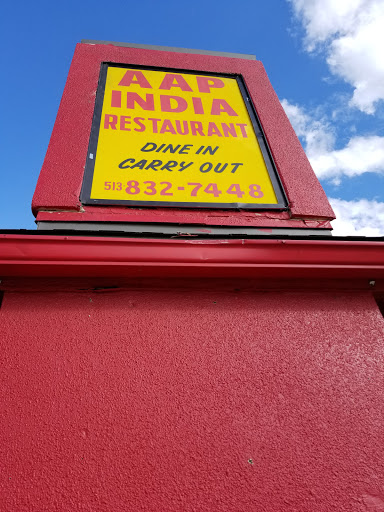 AAP
INDIA
RESTAURANT
DINE IN
CARRY OUT
513-832-7448